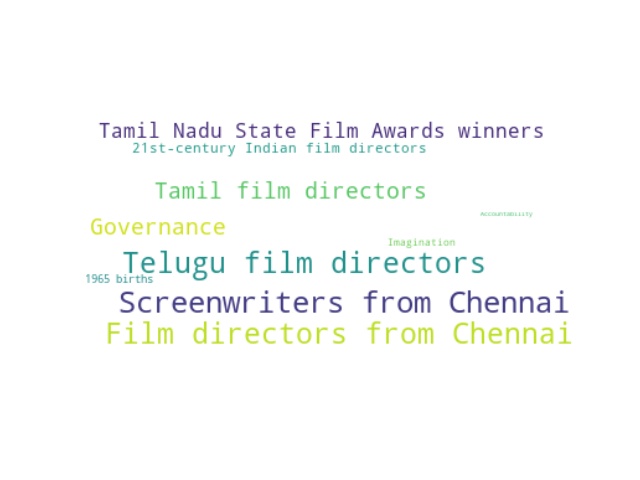 Tamil Nadu State Film Awards winners
21st-century Indian film directors
Tamil film directors
Accountability
Governance
Imagination
Telugu film directors
1965 births
Screenwriters from Chennai
Film directors from Chennai